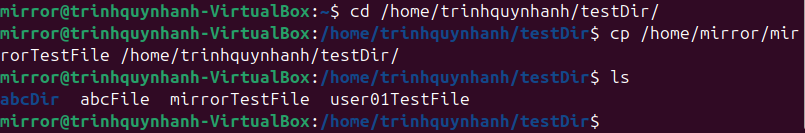 mirror@trinhquynhanh-VirtualBox:~$ cd /home/trinhquynhanh/testDir/
mirror@trinhquynhanh-VirtualBox:/home/trinhquynhanh/testDir$ cp /home/mirror/mir
rorTestFile /home/trinhquynhanh/testDir/
mirror@trinhquynhanh-VirtualBox:/home/trinhquynhanh/testDir$ ls
abcDir  abcFile  mirrorTestFile  user01TestFile
mirror@trinhquynhanh-VirtualBox:/home/trinhquynhanh/testDir$